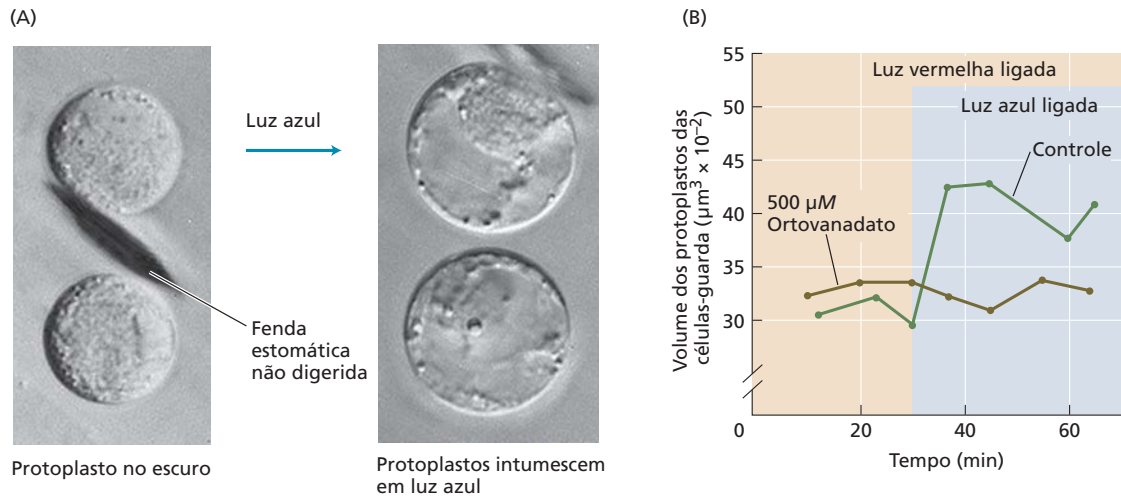 (A)
Luz azul
Fenda
estomática
não digerida
Protoplasto no escuro
Protoplastos intumescem
em luz azul
(B)
Volume dos protoplastos das
células-guarda (µm³ × 10⁻²)
55
50
45
40
35
30
0
20
40
60
Tempo (min)
Luz vermelha ligada
Luz azul ligada
Controle
500 µM
Ortovanadato